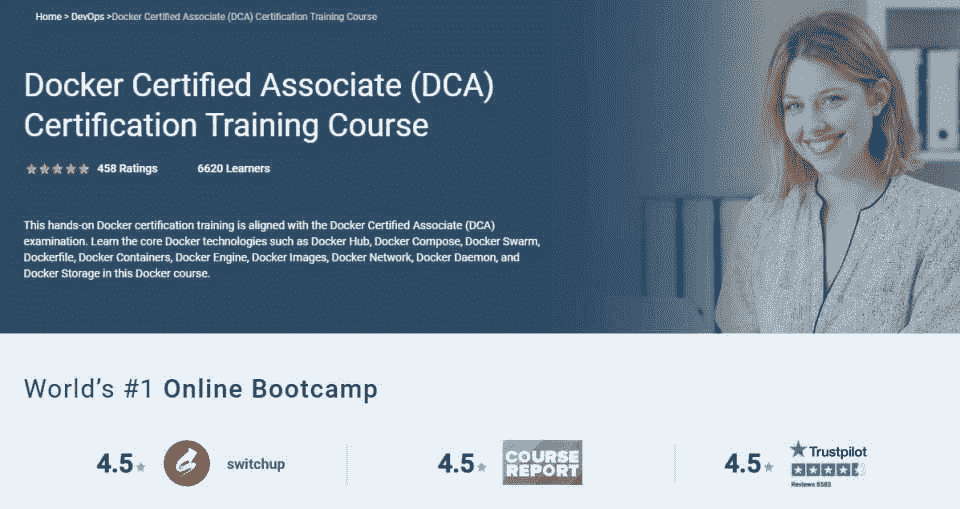 Home > DevOps >Docker Certified Associate (DCA) Certification Training Course
Docker Certified Associate (DCA)
Certification Training Course
458 Ratings 6620 Learners
This hands-on Docker certification training is aligned with the Docker Certified Associate (DCA)
examination. Learn the core Docker technologies such as Docker Hub, Docker Compose, Docker Swarm,
Dockerfile, Docker Containers, Docker Engine, Docker Images, Docker Network, Docker Daemon, and
Docker Storage in this Docker course.
World's #1 Online Bootcamp
4.5 switchup
4.5 COURSE
REPORT
4.5 Trustpilot
Reviews 5583